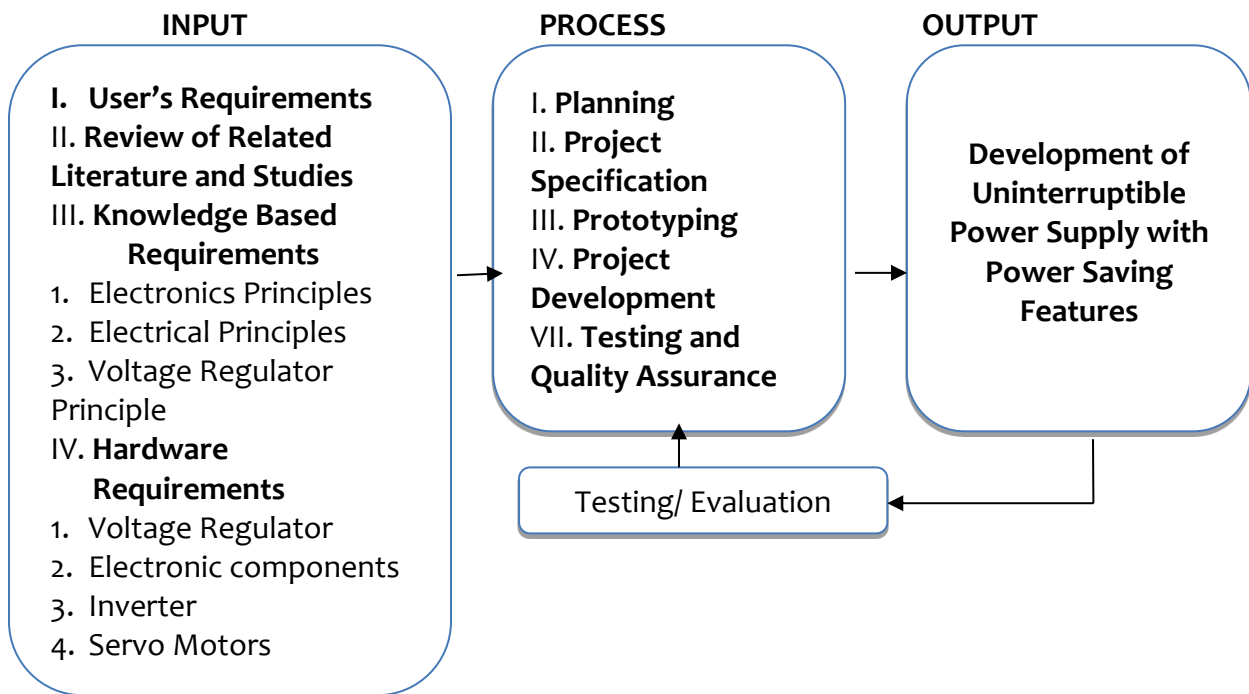 INPUT
I. User’s Requirements
II. Review of Related
Literature and Studies
III. Knowledge Based
Requirements
1. Electronics Principles
2. Electrical Principles
3. Voltage Regulator
Principle
IV. Hardware
Requirements
1. Voltage Regulator
2. Electronic components
3. Inverter
4. Servo Motors
PROCESS
I. Planning
II. Project
Specification
III. Prototyping
IV. Project
Development
VII. Testing and
Quality Assurance
OUTPUT
Development of
Uninterruptible
Power Supply with
Power Saving
Features
Testing/ Evaluation